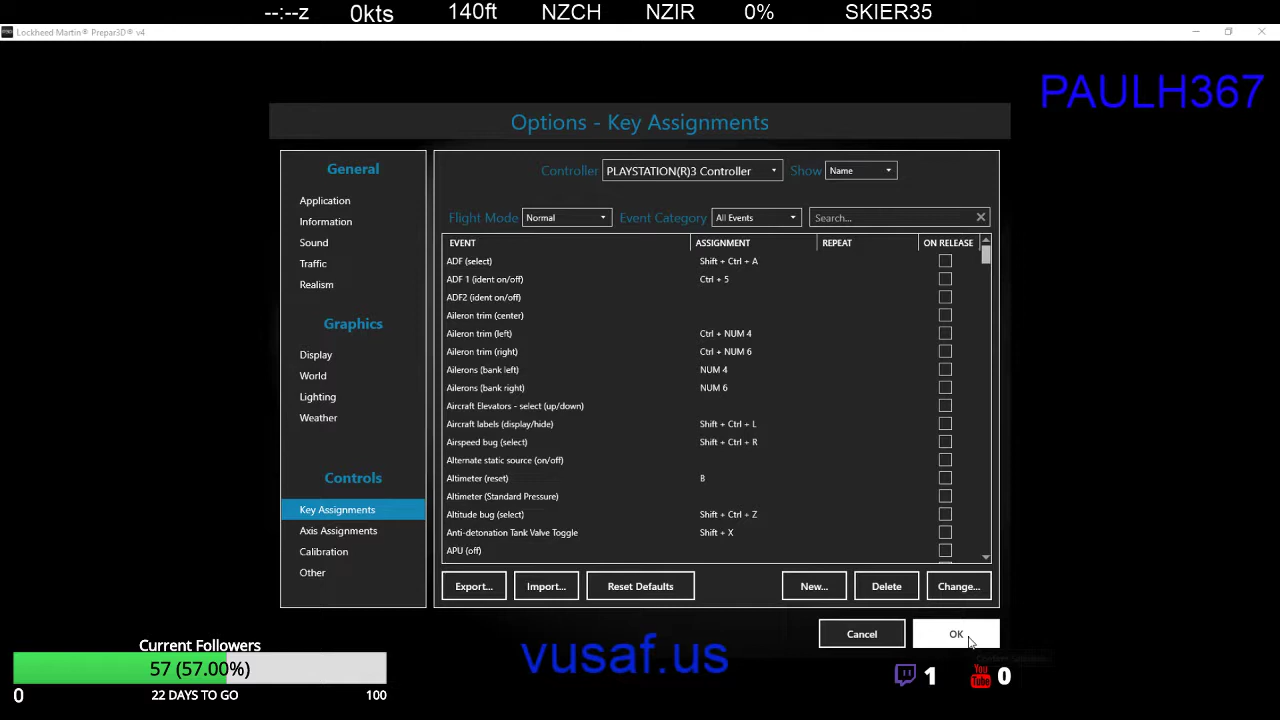 --:--z 0kts 140ft NZCH NZIR 0% SKIER35
Lockheed Martin® Prepar3D® v4
PAULH367
Options - Key Assignments
General
Application
Information
Sound
Traffic
Realism
Graphics
Display
World
Lighting
Weather
Controls
Key Assignments
Axis Assignments
Calibration
Other
Controller PLAYSTATION(R)3 Controller Show Name
Flight Mode Normal Event Category All Events Search...
EVENT ASSIGNMENT REPEAT ON RELEASE
ADF (select) Shift + Ctrl + A
ADF 1 (ident on/off) Ctrl + 5
ADF2 (ident on/off)
Aileron trim (center)
Aileron trim (left) Ctrl + NUM 4
Aileron trim (right) Ctrl + NUM 6
Ailerons (bank left) NUM 4
Ailerons (bank right) NUM 6
Aircraft Elevators - select (up/down)
Aircraft labels (display/hide) Shift + Ctrl + L
Airspeed bug (select) Shift + Ctrl + R
Alternate static source (on/off)
Altimeter (reset) B
Altimeter (Standard Pressure)
Altitude bug (select) Shift + Ctrl + Z
Anti-detonation Tank Valve Toggle Shift + X
APU (off)
Export... Import... Reset Defaults New... Delete Change...
Cancel OK
Current Followers
57 (57.00%)
0 22 DAYS TO GO 100
vusaf.us
1 You Tube 0